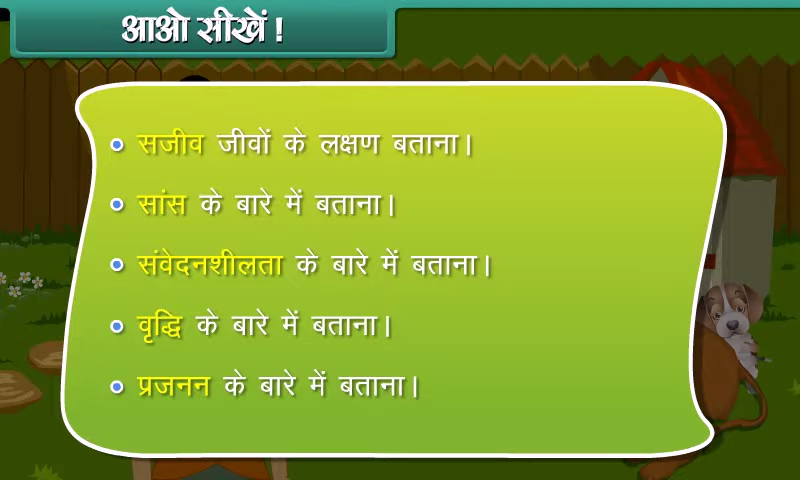 आओ सीखें!
सजीव जीवों के लक्षण बताना।
सांस के बारे में बताना।
संवेदनशीलता के बारे में बताना।
वृद्धि के बारे में बताना।
प्रजनन के बारे में बताना।